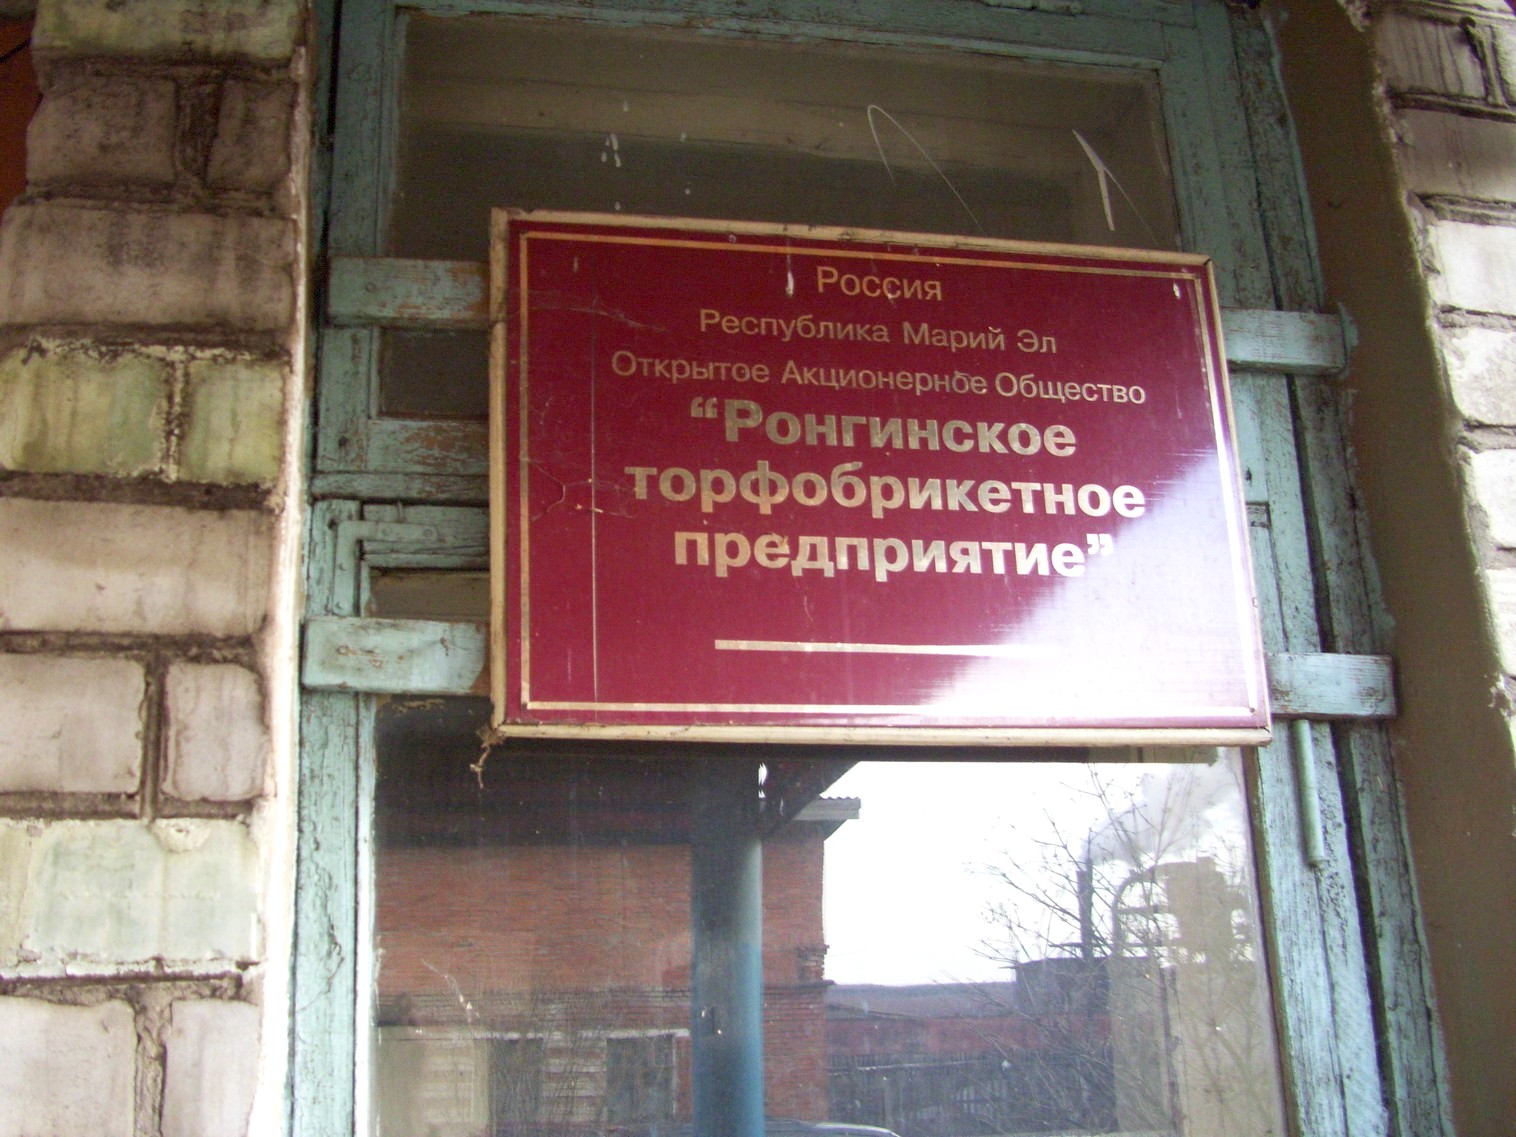 Россия
Республика Марий Эл
Открытое Акционерное Общество
“Ронгинское
торфобрикетное
предприятие”